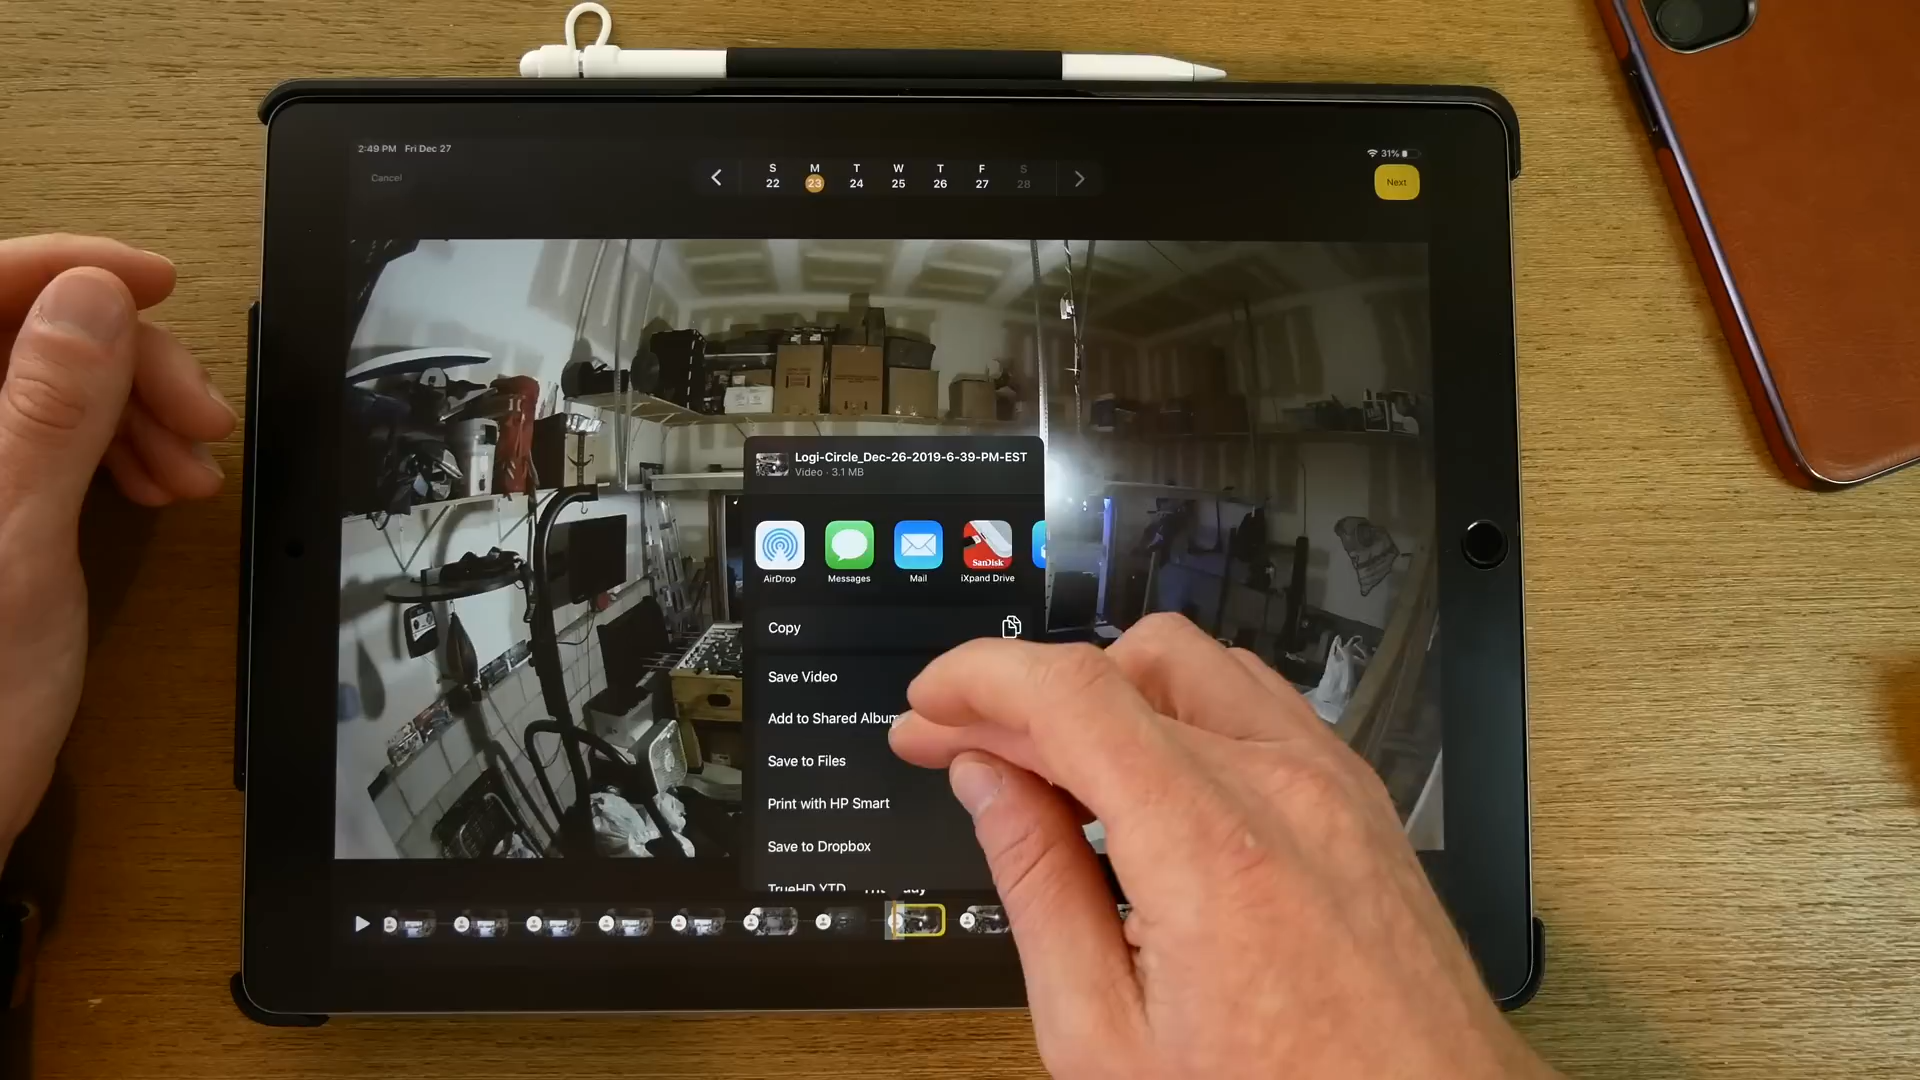 2:49 PM Fri Dec 27
31%
Cancel
S M T W T F S
22 23 24 25 26 27 28
Next
Logi-Circle_Dec-26-2019-6-39-PM-EST
Video · 3.1 MB
SanDisk
AirDrop Messages Mail iXpand Drive
Copy
Save Video
Add to Shared Album
Save to Files
Print with HP Smart
Save to Dropbox
TrueHD YTD